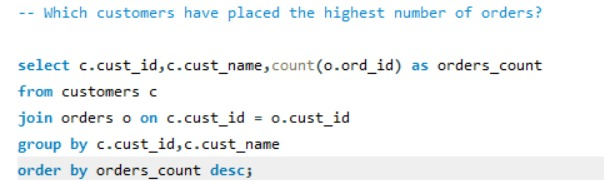 -- Which customers have placed the highest number of orders?
select c.cust_id,c.cust_name,count(o.ord_id) as orders_count
from customers c
join orders o on c.cust_id = o.cust_id
group by c.cust_id,c.cust_name
order by orders_count desc;